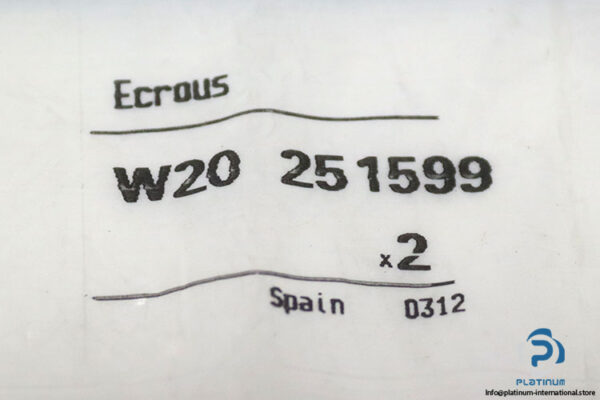 Ecrous
W20 251599
x2
Spain 0312
PLATINUM
Info@platinum-international.store